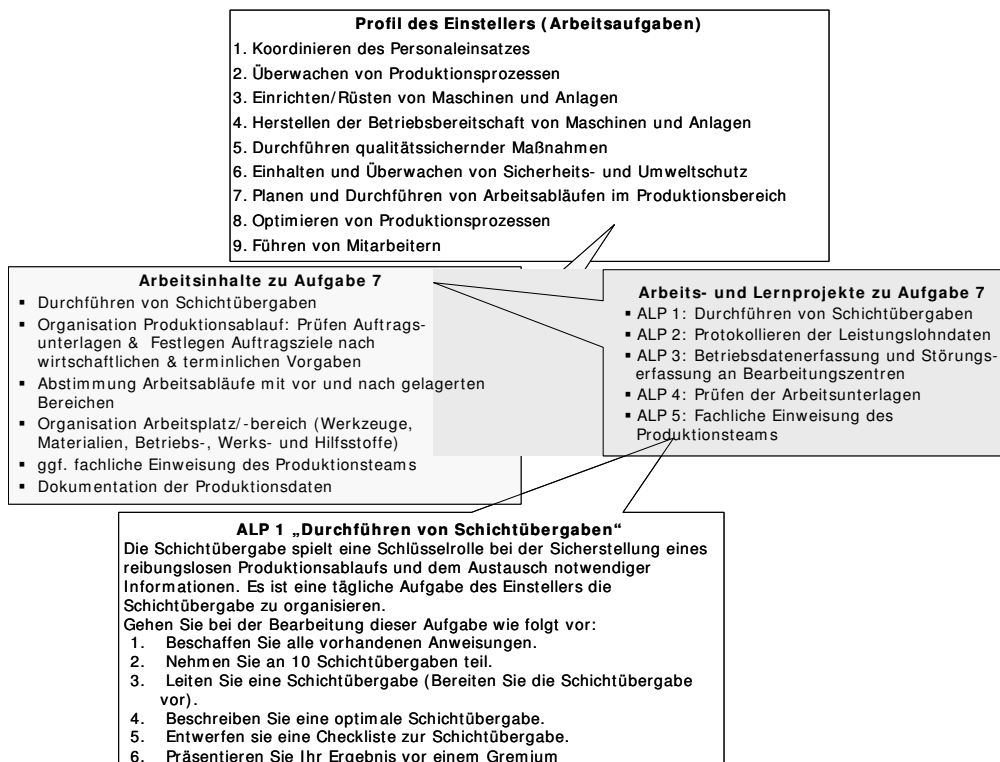 Profil des Einstellers (Arbeitsaufgaben)
1. Koordinieren des Personaleinsatzes
2. Überwachen von Produktionsprozessen
3. Einrichten/Rüsten von Maschinen und Anlagen
4. Herstellen der Betriebsbereitschaft von Maschinen und Anlagen
5. Durchführen qualitätssichernder Maßnahmen
6. Einhalten und Überwachen von Sicherheits- und Umweltschutz
7. Planen und Durchführen von Arbeitsabläufen im Produktionsbereich
8. Optimieren von Produktionsprozessen
9. Führen von Mitarbeitern
Arbeitsinhalte zu Aufgabe 7
▪ Durchführen von Schichtübergaben
▪ Organisation Produktionsablauf: Prüfen Auftrags-
unterlagen & Festlegen Auftragsziele nach
wirtschaftlichen & terminlichen Vorgaben
▪ Abstimmung Arbeitsabläufe mit vor und nach gelagerten
Bereichen
▪ Organisation Arbeitsplatz/-bereich (Werkzeuge,
Materialien, Betriebs-, Werks- und Hilfsstoffe)
▪ ggf. fachliche Einweisung des Produktionsteams
▪ Dokumentation der Produktionsdaten
Arbeits- und Lernprojekte zu Aufgabe 7
▪ ALP 1: Durchführen von Schichtübergaben
▪ ALP 2: Protokollieren der Leistungslohndaten
▪ ALP 3: Betriebsdatenerfassung und Störungs-
erfassung an Bearbeitungszentren
▪ ALP 4: Prüfen der Arbeitsunterlagen
▪ ALP 5: Fachliche Einweisung des
Produktionsteams
ALP 1 „Durchführen von Schichtübergaben“
Die Schichtübergabe spielt eine Schlüsselrolle bei der Sicherstellung eines
reibungslosen Produktionsablaufs und dem Austausch notwendiger
Informationen. Es ist eine tägliche Aufgabe des Einstellers die
Schichtübergabe zu organisieren.
Gehen Sie bei der Bearbeitung dieser Aufgabe wie folgt vor:
1. Beschaffen Sie alle vorhandenen Anweisungen.
2. Nehmen Sie an 10 Schichtübergaben teil.
3. Leiten Sie eine Schichtübergabe (Bereiten Sie die Schichtübergabe
vor).
4. Beschreiben Sie eine optimale Schichtübergabe.
5. Entwerfen sie eine Checkliste zur Schichtübergabe.
6. Präsentieren Sie Ihr Ergebnis vor einem Gremium